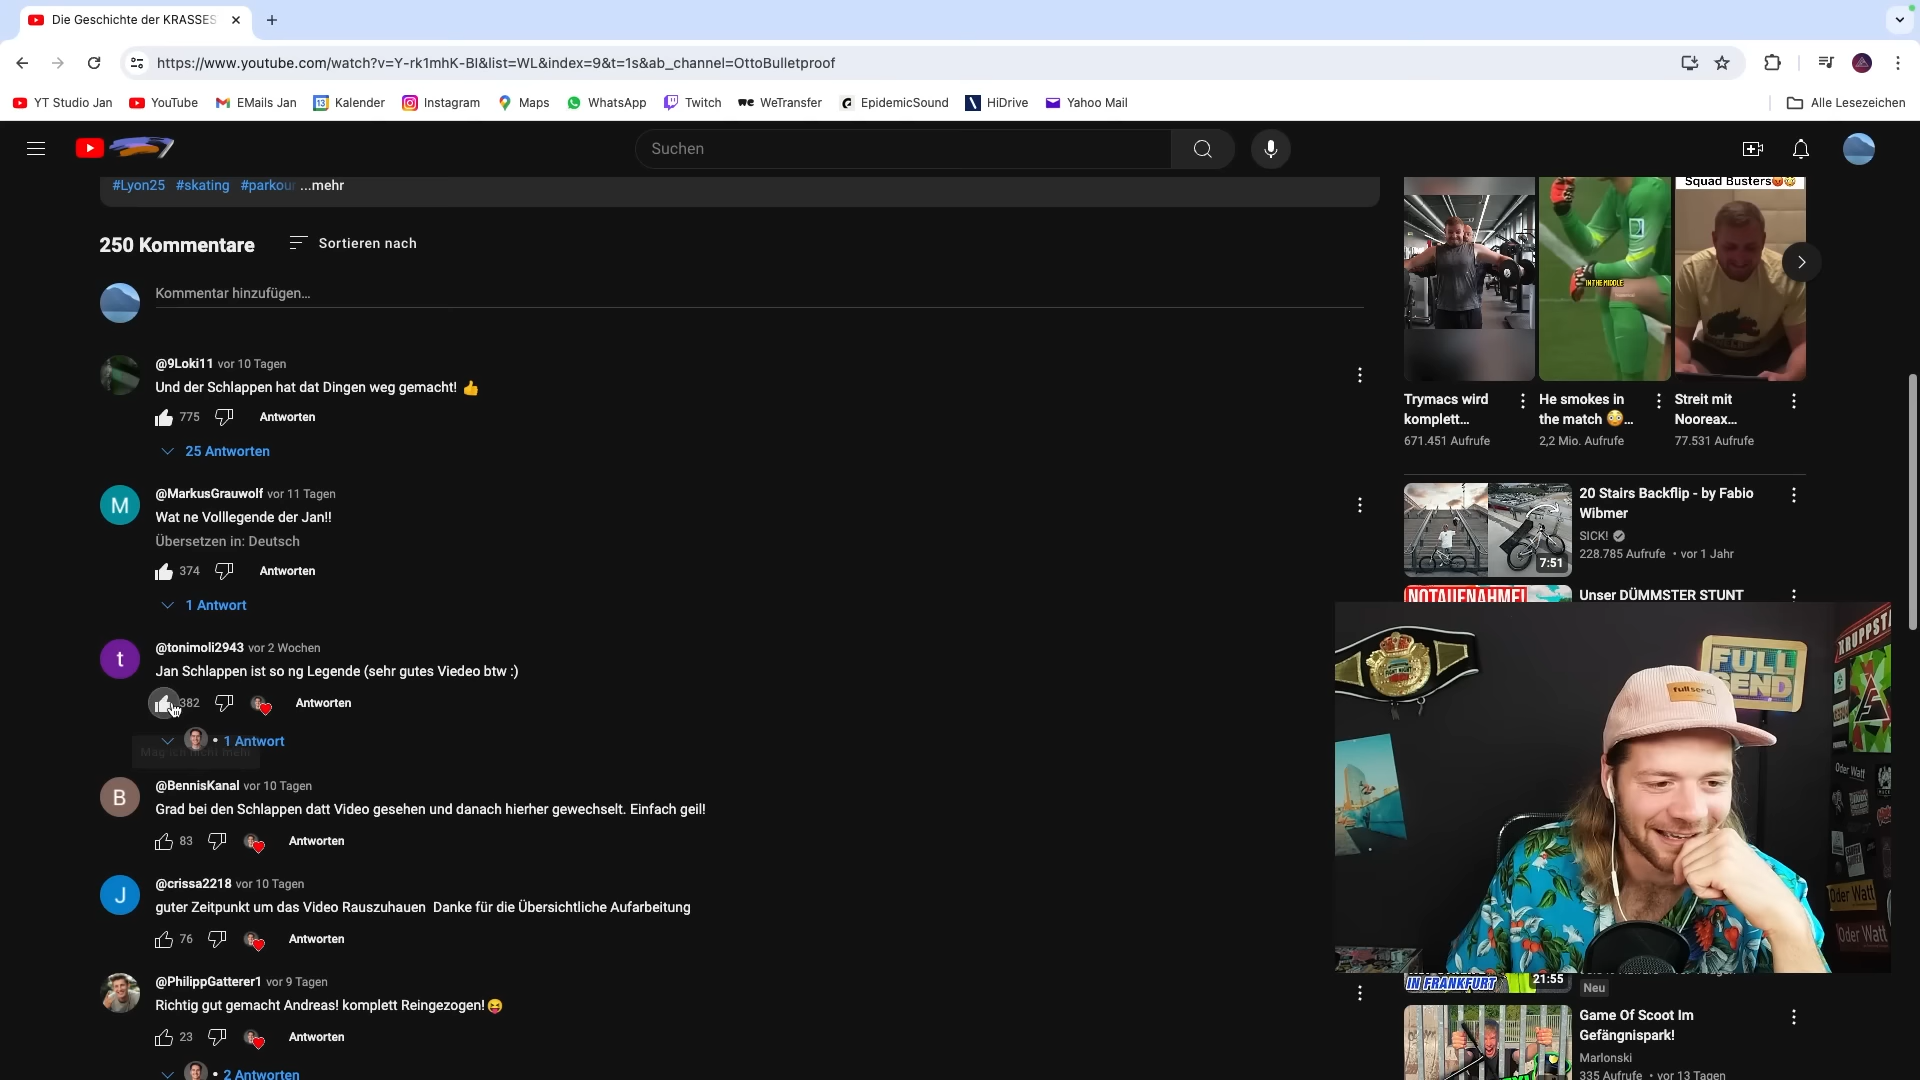 Die Geschichte der KRASSES
https://www.youtube.com/watch?v=Y-rk1mhK-BI&list=WL&index=9&t=1s&ab_channel=OttoBulletproof
YT Studio Jan
YouTube
EMails Jan
Kalender
Instagram
Maps
WhatsApp
Twitch
WeTransfer
EpidemicSound
HiDrive
Yahoo Mail
Alle Lesezeichen
Suchen
#Lyon25 #skating #parkour ...mehr
250 Kommentare
Sortieren nach
Kommentar hinzufügen…
@9Loki11 vor 10 Tagen
Und der Schlappen hat dat Dingen weg gemacht! 👍
775
Antworten
25 Antworten
M
@MarkusGrauwolf vor 11 Tagen
Wat ne Volllegende der Jan!!
Übersetzen in: Deutsch
374
Antworten
1 Antwort
t
@tonimoli2943 vor 2 Wochen
Jan Schlappen ist so ng Legende (sehr gutes Viedeo btw :)
382
Antworten
Mag ich nicht mehr
1 Antwort
B
@BennisKanal vor 10 Tagen
Grad bei den Schlappen datt Video gesehen und danach hierher gewechselt. Einfach geil!
83
Antworten
J
@crissa2218 vor 10 Tagen
guter Zeitpunkt um das Video Rauszuhauen Danke für die Übersichtliche Aufarbeitung
76
Antworten
@PhilippGatterer1 vor 9 Tagen
Richtig gut gemacht Andreas! komplett Reingezogen!😝
23
Antworten
2 Antworten
Squad Busters
IN THE MIDDLE
Trymacs wird
komplett...
671.451 Aufrufe
He smokes in
the match 😳...
2,2 Mio. Aufrufe
Streit mit
Nooreax...
77.531 Aufrufe
20 Stairs Backflip - by Fabio
Wibmer
SICK!
228.785 Aufrufe • vor 1 Jahr
7:51
NOTAUFNAHME!
Unser DÜMMSTER STUNT
FULL
SEND
fullsend
KRUPPSTA
Oder Watt
Oder Watt
Oder Watt
IN FRANKFURT
21:55
Neu
Game Of Scoot Im
Gefängnispark!
Marlonski
335 Aufrufe • vor 13 Tagen